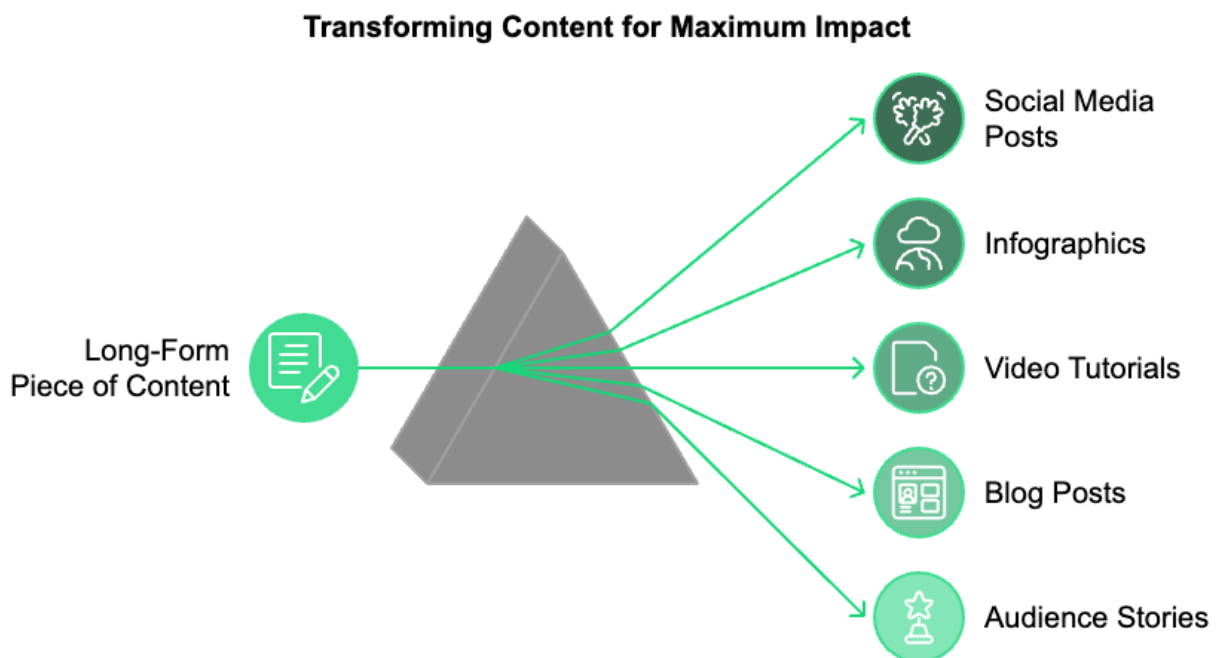 Transforming Content for Maximum Impact
Social Media
Posts
Infographics
Long-Form
Piece of Content
Video Tutorials
Blog Posts
Audience Stories